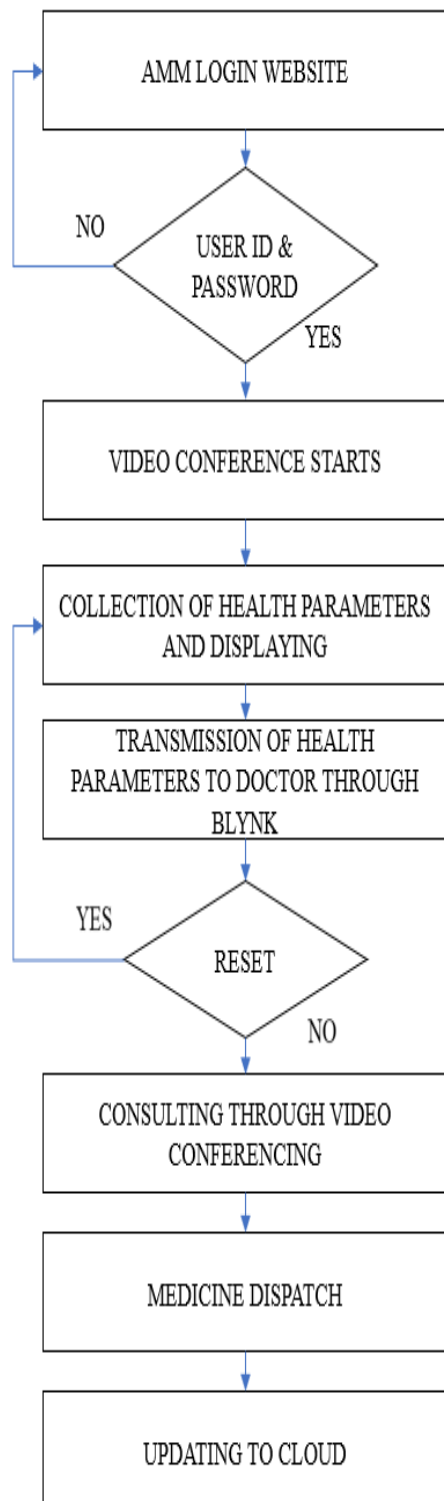 AMM LOGIN WEBSITE
NO
USER ID &
PASSWORD
YES
VIDEO CONFERENCE STARTS
COLLECTION OF HEALTH PARAMETERS
AND DISPLAYING
TRANSMISSION OF HEALTH
PARAMETERS TO DOCTOR THROUGH
BLYNK
YES
RESET
NO
CONSULTING THROUGH VIDEO
CONFERENCING
MEDICINE DISPATCH
UPDATING TO CLOUD